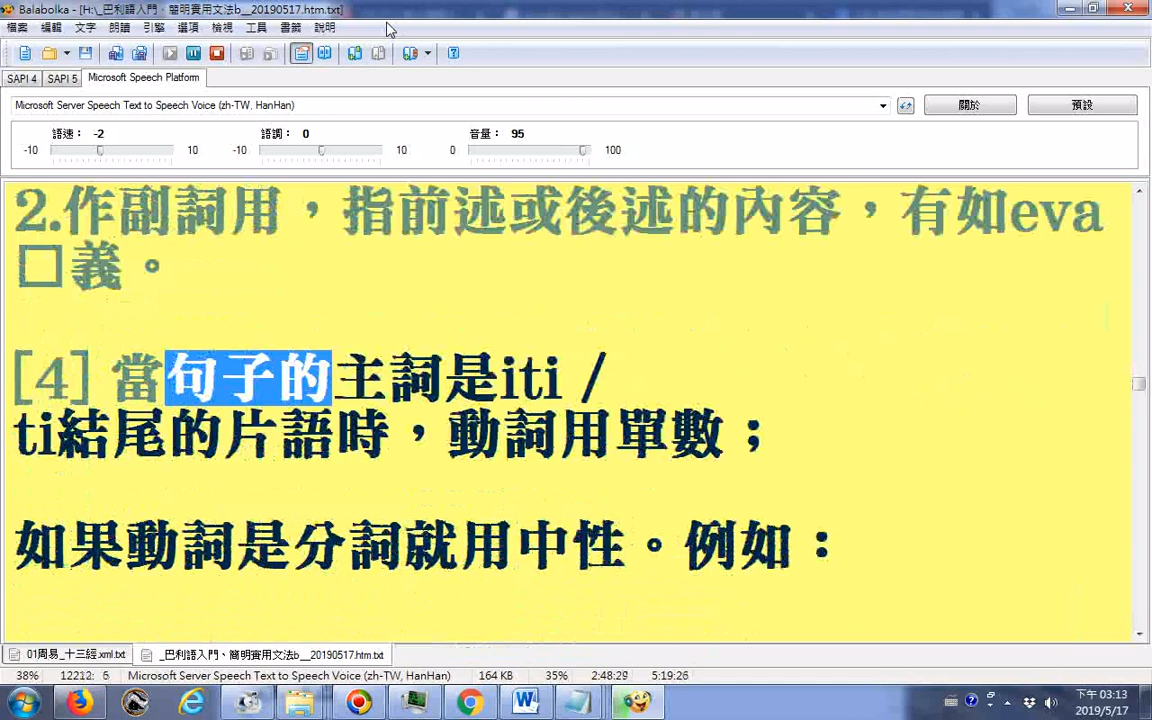 Balabolka - [H:\_巴利語入門、簡明實用文法b__20190517.htm.txt]
檔案 編輯 文字 朗讀 引擎 選項 檢視 工具 書籤 說明
SAPI 4 SAPI 5 Microsoft Speech Platform
Microsoft Server Speech Text to Speech Voice (zh-TW, HanHan) 關於 預設
語速： -2 語調： 0 音量： 95
-10 10 -10 10 0 100
2.作副詞用，指前述或後述的內容，有如eva
□義。
[4] 當句子的主詞是iti /
ti結尾的片語時，動詞用單數；
如果動詞是分詞就用中性。例如：
01周易_十三經.xml.txt _巴利語入門、簡明實用文法b__20190517.htm.txt
38% 12212: 6 Microsoft Server Speech Text to Speech Voice (zh-TW, HanHan) 164 KB 35% 2:48:29 5:19:26
下午 03:13
2019/5/17